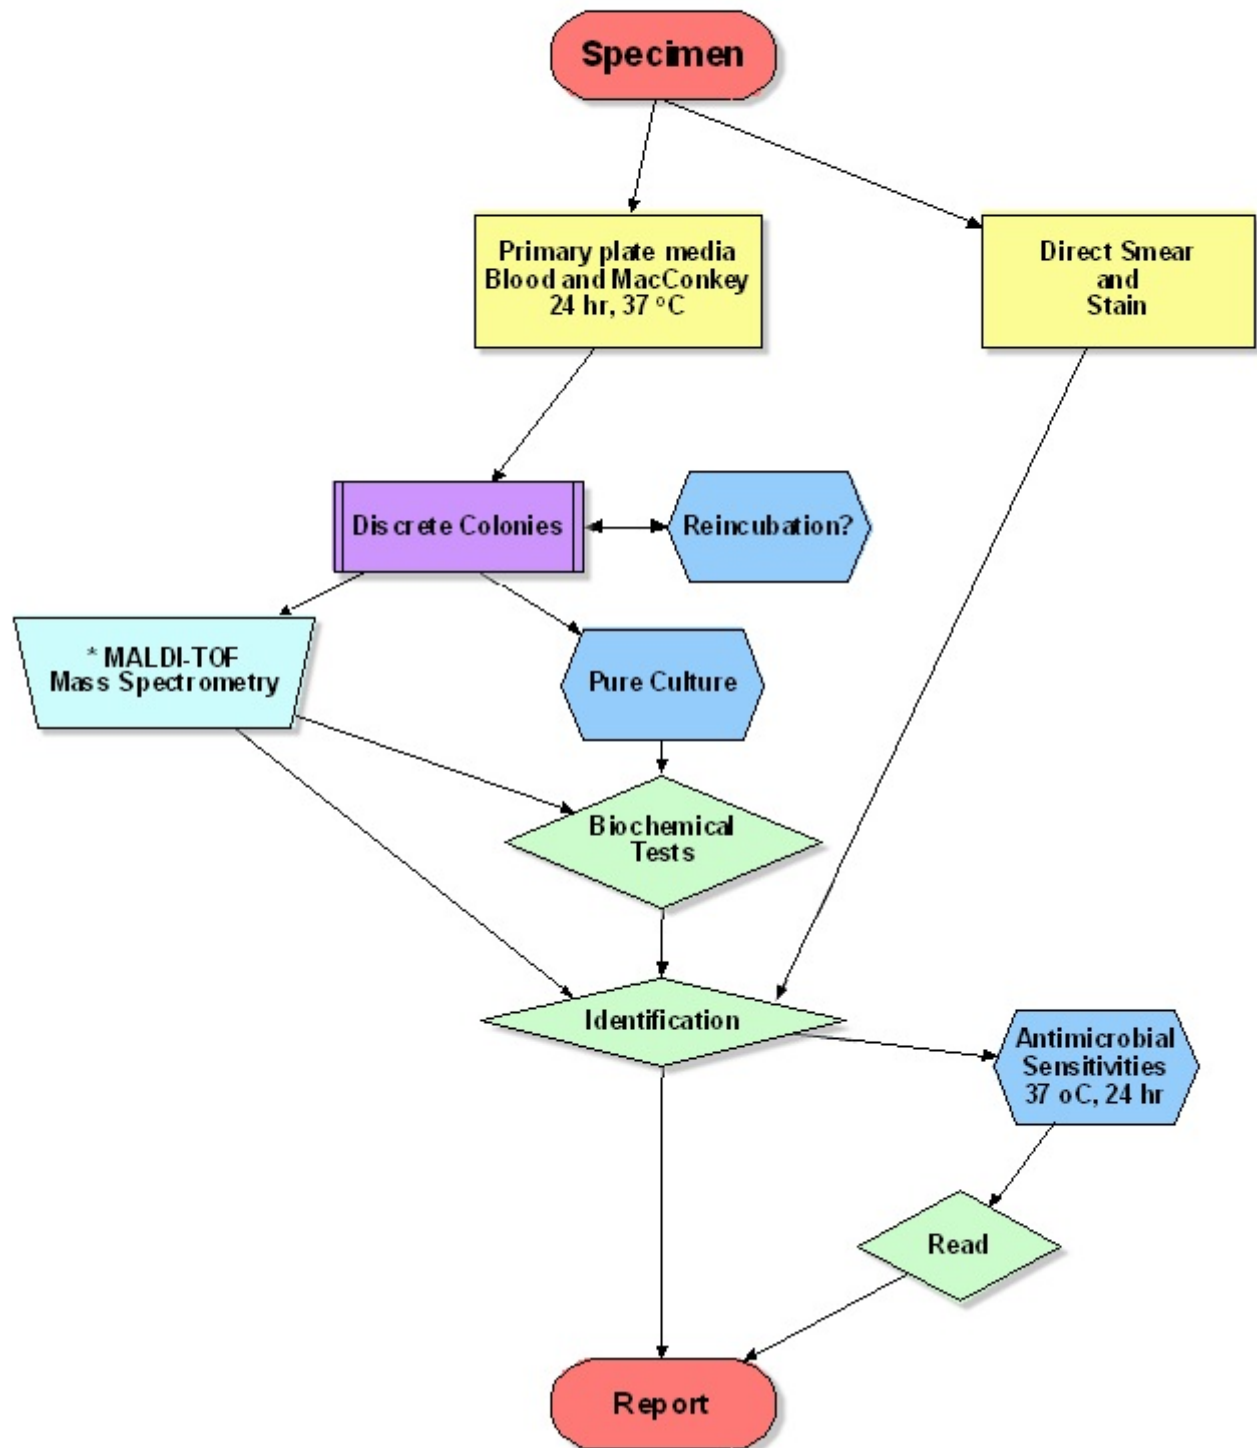 Specimen
Primary plate media
Blood and MacConkey
24 hr, 37 ºC
Direct Smear
and
Stain
Discrete Colonies
Reincubation?
* MALDI-TOF
Mass Spectrometry
Pure Culture
Biochemical
Tests
Identification
Antimicrobial
Sensitivities
37 oC, 24 hr
Read
Report